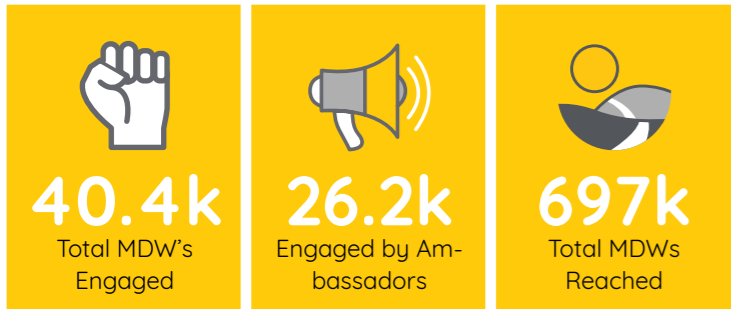 40.4k
Total MDW's
Engaged
26.2k
Engaged by Am-
bassadors
697k
Total MDWs
Reached